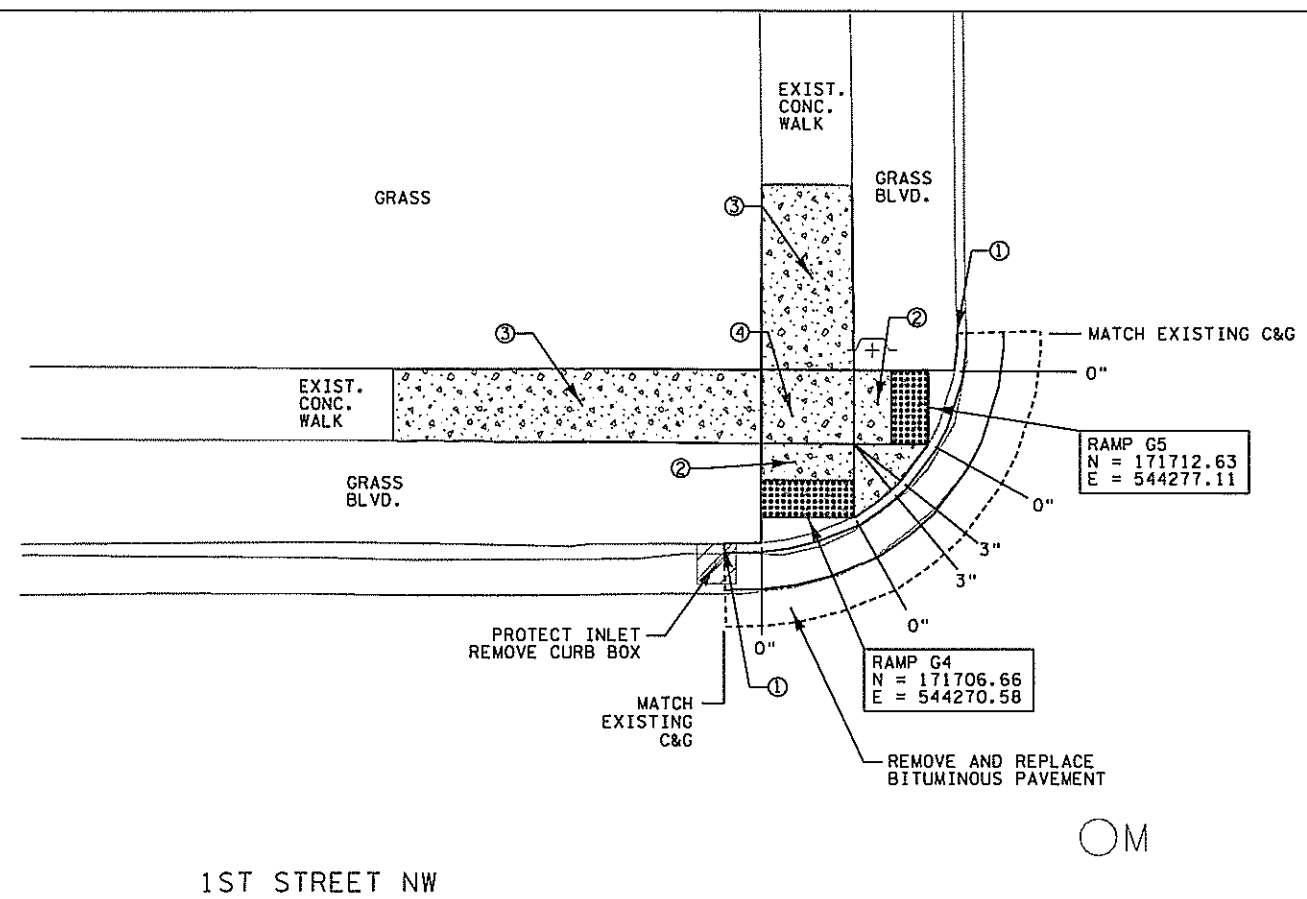 EXIST.
CONC.
WALK
GRASS
GRASS
BLVD.
③
①
②
③
④
MATCH EXISTING C&G
0"
EXIST.
CONC.
WALK
RAMP G5
N = 171712.63
E = 544277.11
②
GRASS
BLVD.
0"
3"
3"
0"
PROTECT INLET
REMOVE CURB BOX
0"
RAMP G4
N = 171706.66
E = 544270.58
①
MATCH
EXISTING
C&G
REMOVE AND REPLACE
BITUMINOUS PAVEMENT
M
1ST STREET NW